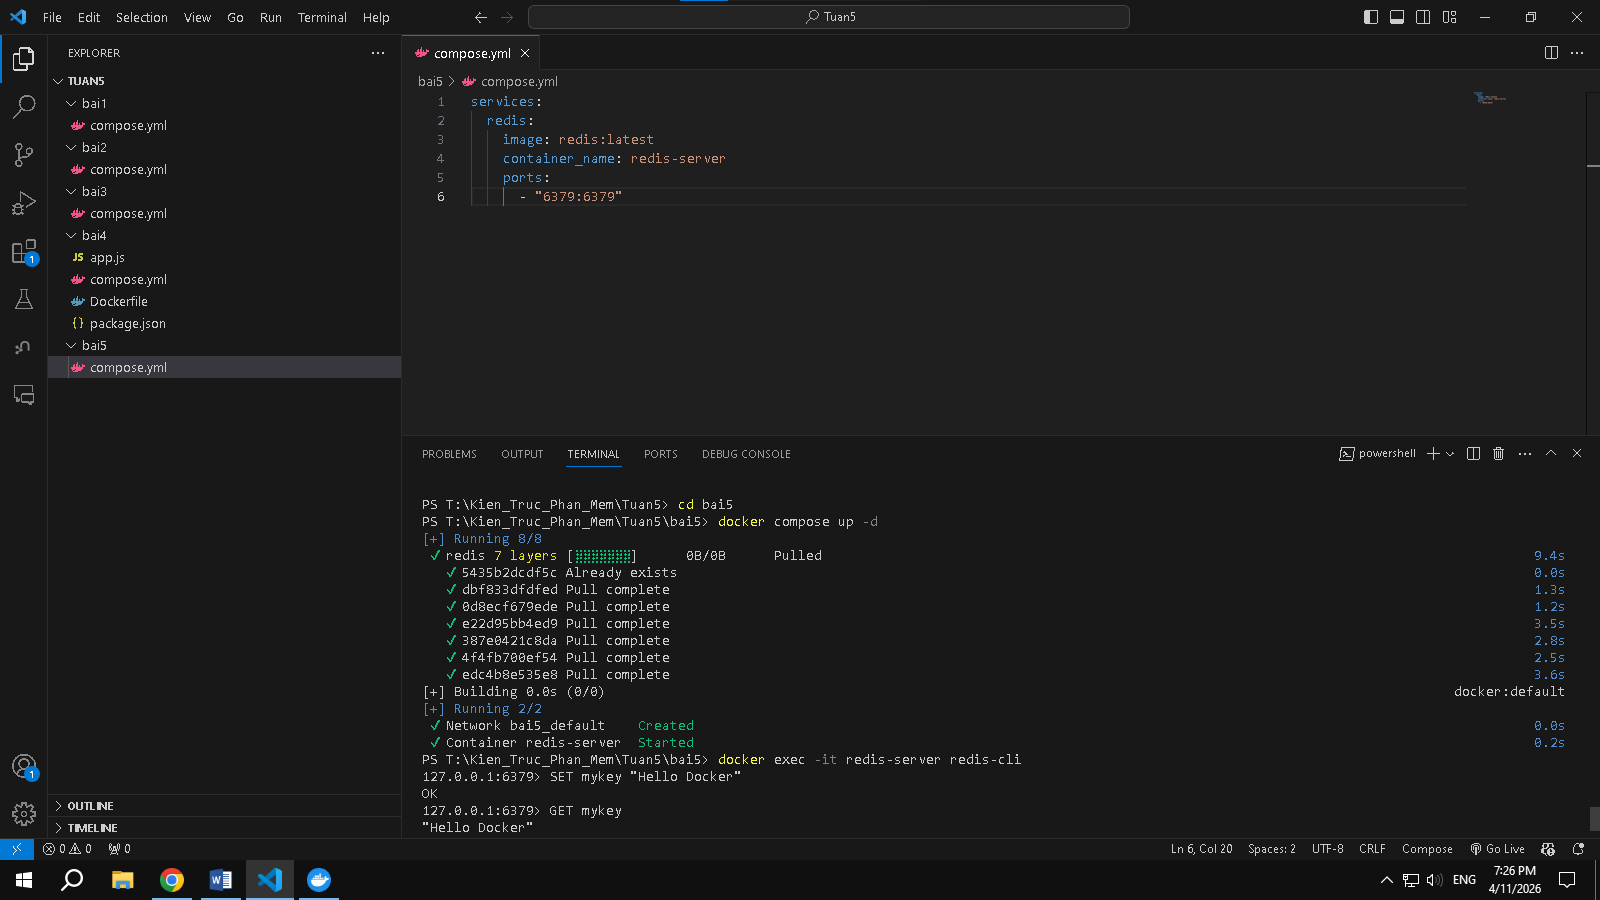 File Edit Selection View Go Run Terminal Help
Tuan5
EXPLORER
TUAN5
bai1
compose.yml
bai2
compose.yml
bai3
compose.yml
bai4
JS app.js
compose.yml
Dockerfile
{} package.json
bai5
compose.yml
OUTLINE
TIMELINE
1
1
compose.yml
bai5 > compose.yml
1 services:
2 redis:
3 image: redis:latest
4 container_name: redis-server
5 ports:
6 - "6379:6379"
PROBLEMS OUTPUT TERMINAL PORTS DEBUG CONSOLE
powershell
PS T:\Kien_Truc_Phan_Mem\Tuan5> cd bai5
PS T:\Kien_Truc_Phan_Mem\Tuan5\bai5> docker compose up -d
[+] Running 8/8
✔ redis 7 layers [⣿⣿⣿⣿⣿⣿⣿] 0B/0B Pulled 9.4s
✔ 5435b2dcdf5c Already exists 0.0s
✔ dbf833dfdfed Pull complete 1.3s
✔ 0d8ecf679ede Pull complete 1.2s
✔ e22d95bb4ed9 Pull complete 3.5s
✔ 387e0421c8da Pull complete 2.8s
✔ 4f4fb700ef54 Pull complete 2.5s
✔ edc4b8e535e8 Pull complete 3.6s
[+] Building 0.0s (0/0) docker:default
[+] Running 2/2
✔ Network bai5_default Created 0.0s
✔ Container redis-server Started 0.2s
PS T:\Kien_Truc_Phan_Mem\Tuan5\bai5> docker exec -it redis-server redis-cli
127.0.0.1:6379> SET mykey "Hello Docker"
OK
127.0.0.1:6379> GET mykey
"Hello Docker"
0 0 0 Ln 6, Col 20 Spaces: 2 UTF-8 CRLF Compose Go Live
ENG
7:26 PM
4/11/2026